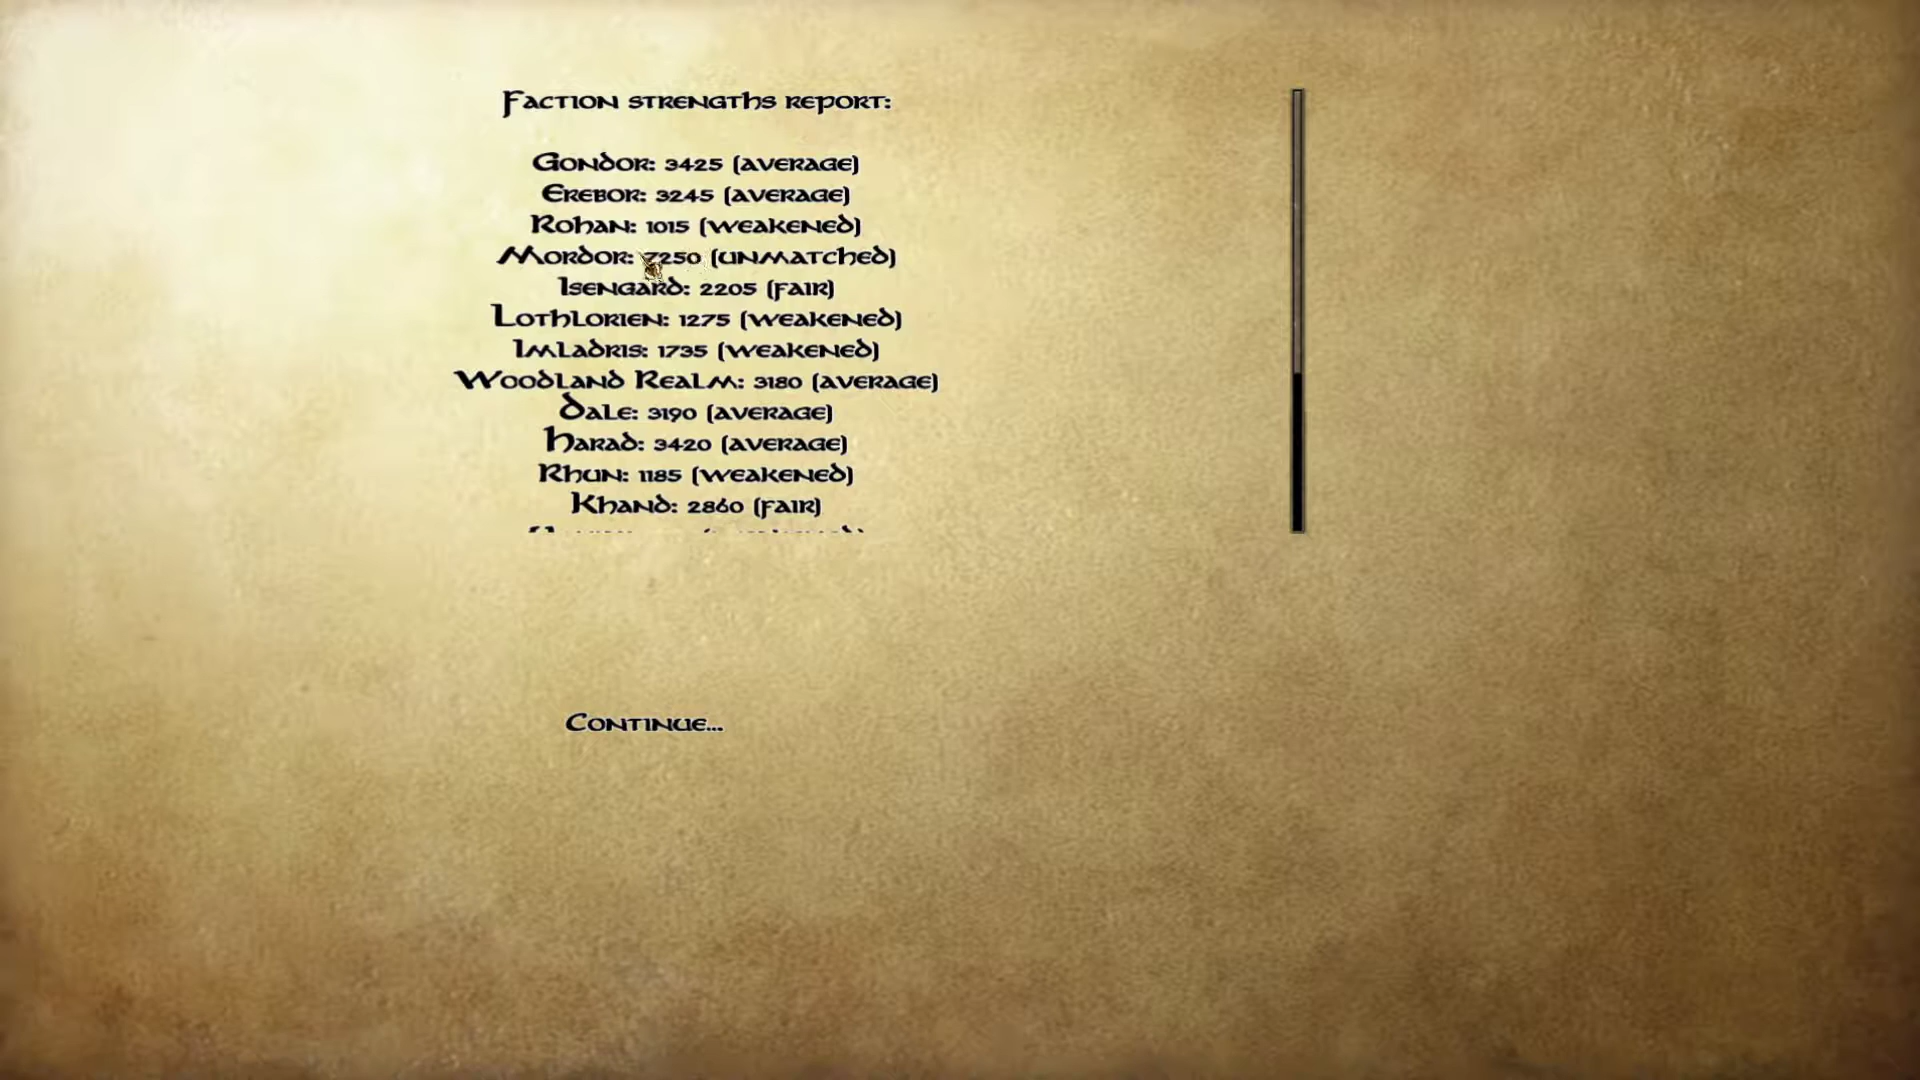 Faction strengths report:
Gondor: 3425 (average)
Erebor: 3245 (average)
Rohan: 1015 (weakened)
Mordor: 7250 (unmatched)
Isengard: 2205 (fair)
Lothlorien: 1275 (weakened)
Imladris: 1735 (weakened)
Woodland Realm: 3180 (average)
Dale: 3190 (average)
Harad: 3420 (average)
Rhun: 1185 (weakened)
Khand: 2860 (fair)
Continue...